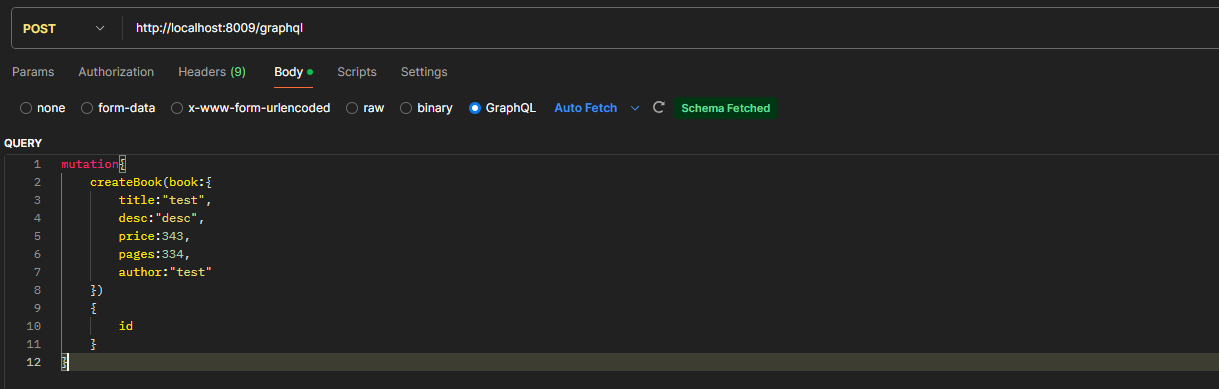 POST http://localhost:8009/graphql
Params Authorization Headers (9) Body Scripts Settings
none form-data x-www-form-urlencoded raw binary GraphQL Auto Fetch Schema Fetched
QUERY
1 mutation{
2 createBook(book:{
3 title:"test",
4 desc:"desc",
5 price:343,
6 pages:334,
7 author:"test"
8 })
9 {
10 id
11 }
12 }